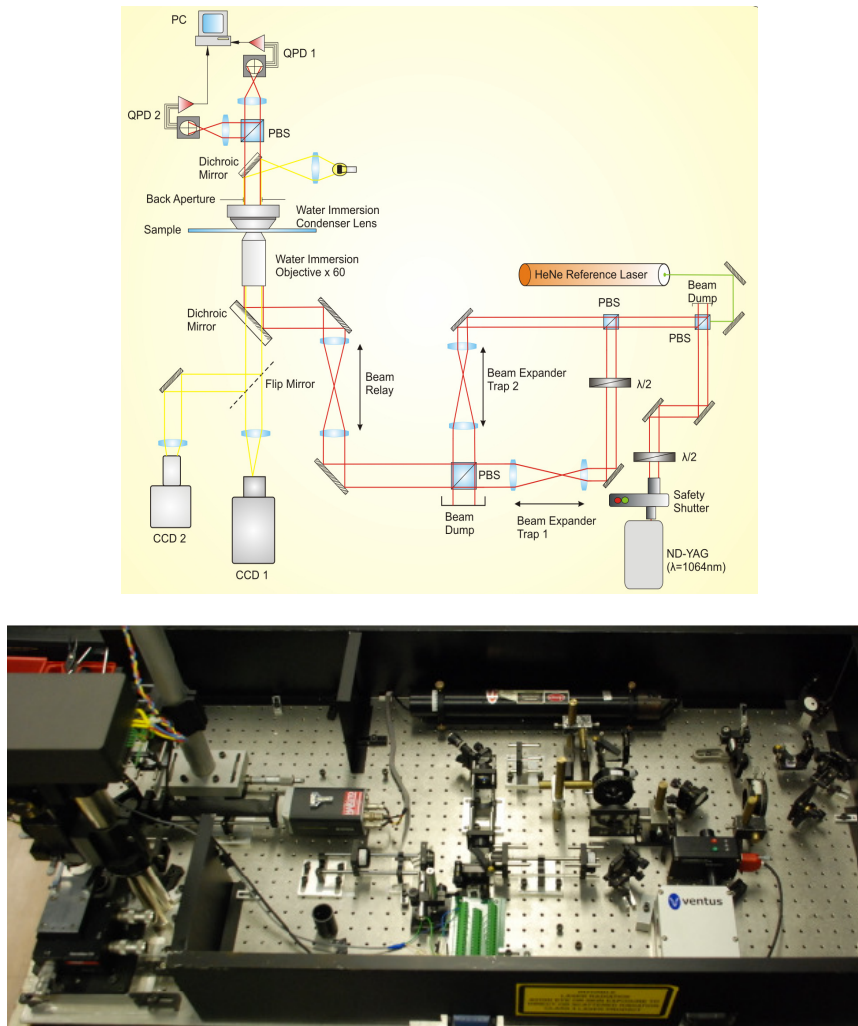 PC
QPD 1
QPD 2
PBS
Dichroic
Mirror
Back Aperture
Water Immersion
Condenser Lens
Sample
Water Immersion
Objective x 60
HeNe Reference Laser
Beam
Dump
PBS
PBS
Dichroic
Mirror
Flip Mirror
Beam
Relay
Beam Expander
Trap 2
λ/2
λ/2
PBS
Safety
Shutter
Beam
Dump
Beam Expander
Trap 1
CCD 2
CCD 1
ND-YAG
(λ=1064nm)
ventus